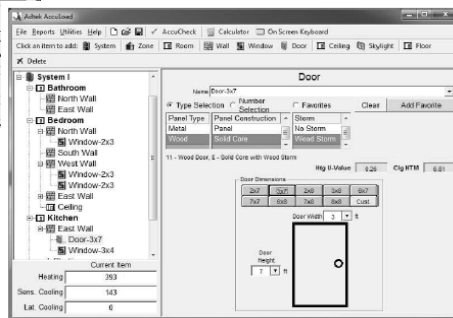 Adtek AccuLoad
File Reports Utilities Help AccuCheck Calculator On Screen Keyboard
Click an item to add: System Zone Room Wall Window Door Ceiling Skylight Floor
Delete
System I
Bathroom
North Wall
East Wall
Bedroom
North Wall
Window-2x3
South Wall
West Wall
Window-2x3
Window-2x3
East Wall
Ceiling
Kitchen
East Wall
Door-3x7
Window-3x4
Current Item
Heating 393
Sens. Cooling 143
Lat. Cooling 0
Door
Name Door-3x7
Type Selection Number Selection Favorites Clear Add Favorite
Panel Type Panel Construction Storm
Metal Panel No Storm
Wood Solid Core Wood Storm
11 - Wood Door, E - Solid Core with Wood Storm
Htg U-Value 0.26 Clg HTM
Door Dimensions
2x7 3x7 2x8 3x8 6x7
7x7 6x8 7x8 8x8 Cust
Door Width 3 ft
Door Height
7 ft